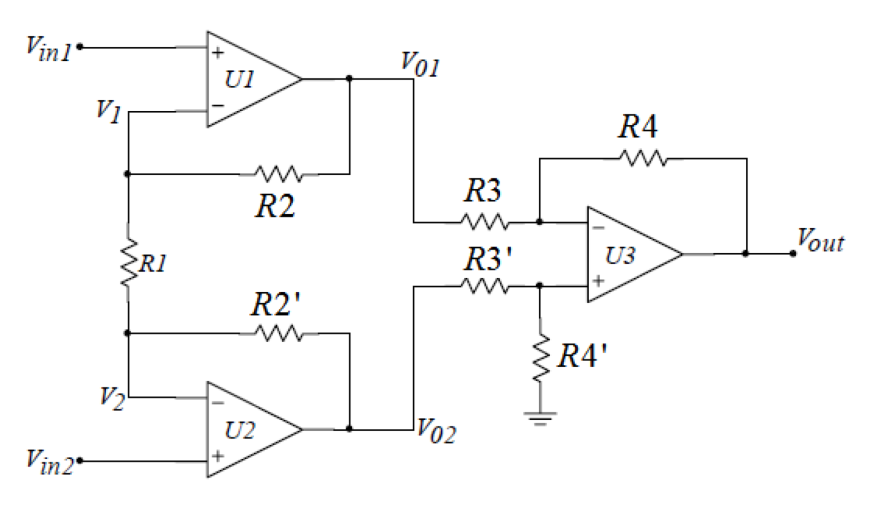 Vin1
+
U1
−
V01
V1
R2
R4
R3
R1
−
U3
+
Vout
R3'
R2'
R4'
V2
−
U2
+
V02
Vin2